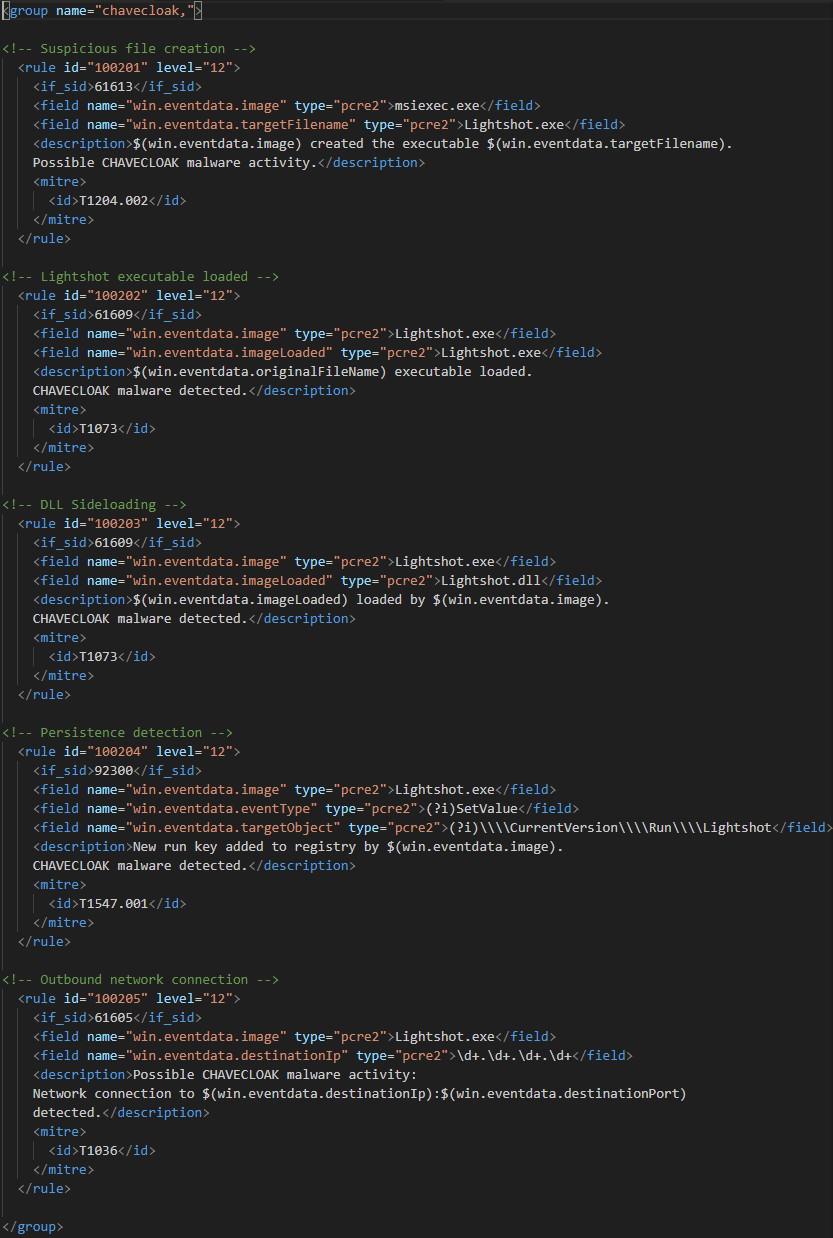 <group name="chavecloak,">
<!-- Suspicious file creation -->
<rule id="100201" level="12">
<if_sid>61613</if_sid>
<field name="win.eventdata.image" type="pcre2">msiexec.exe</field>
<field name="win.eventdata.targetFilename" type="pcre2">Lightshot.exe</field>
<description>$(win.eventdata.image) created the executable $(win.eventdata.targetFilename).
Possible CHAVECLOAK malware activity.</description>
<mitre>
<id>T1204.002</id>
</mitre>
</rule>
<!-- Lightshot executable loaded -->
<rule id="100202" level="12">
<if_sid>61609</if_sid>
<field name="win.eventdata.image" type="pcre2">Lightshot.exe</field>
<field name="win.eventdata.imageLoaded" type="pcre2">Lightshot.exe</field>
<description>$(win.eventdata.originalFileName) executable loaded.
CHAVECLOAK malware detected.</description>
<mitre>
<id>T1073</id>
</mitre>
</rule>
<!-- DLL Sideloading -->
<rule id="100203" level="12">
<if_sid>61609</if_sid>
<field name="win.eventdata.image" type="pcre2">Lightshot.exe</field>
<field name="win.eventdata.imageLoaded" type="pcre2">Lightshot.dll</field>
<description>$(win.eventdata.imageLoaded) loaded by $(win.eventdata.image).
CHAVECLOAK malware detected.</description>
<mitre>
<id>T1073</id>
</mitre>
</rule>
<!-- Persistence detection -->
<rule id="100204" level="12">
<if_sid>92300</if_sid>
<field name="win.eventdata.image" type="pcre2">Lightshot.exe</field>
<field name="win.eventdata.eventType" type="pcre2">(?i)SetValue</field>
<field name="win.eventdata.targetObject" type="pcre2">(?i)\\\\CurrentVersion\\\\Run\\\\Lightshot</field>
<description>New run key added to registry by $(win.eventdata.image).
CHAVECLOAK malware detected.</description>
<mitre>
<id>T1547.001</id>
</mitre>
</rule>
<!-- Outbound network connection -->
<rule id="100205" level="12">
<if_sid>61605</if_sid>
<field name="win.eventdata.image" type="pcre2">Lightshot.exe</field>
<field name="win.eventdata.destinationIp" type="pcre2">\d+.\d+.\d+.\d+</field>
<description>Possible CHAVECLOAK malware activity:
Network connection to $(win.eventdata.destinationIp):$(win.eventdata.destinationPort)
detected.</description>
<mitre>
<id>T1036</id>
</mitre>
</rule>
</group>